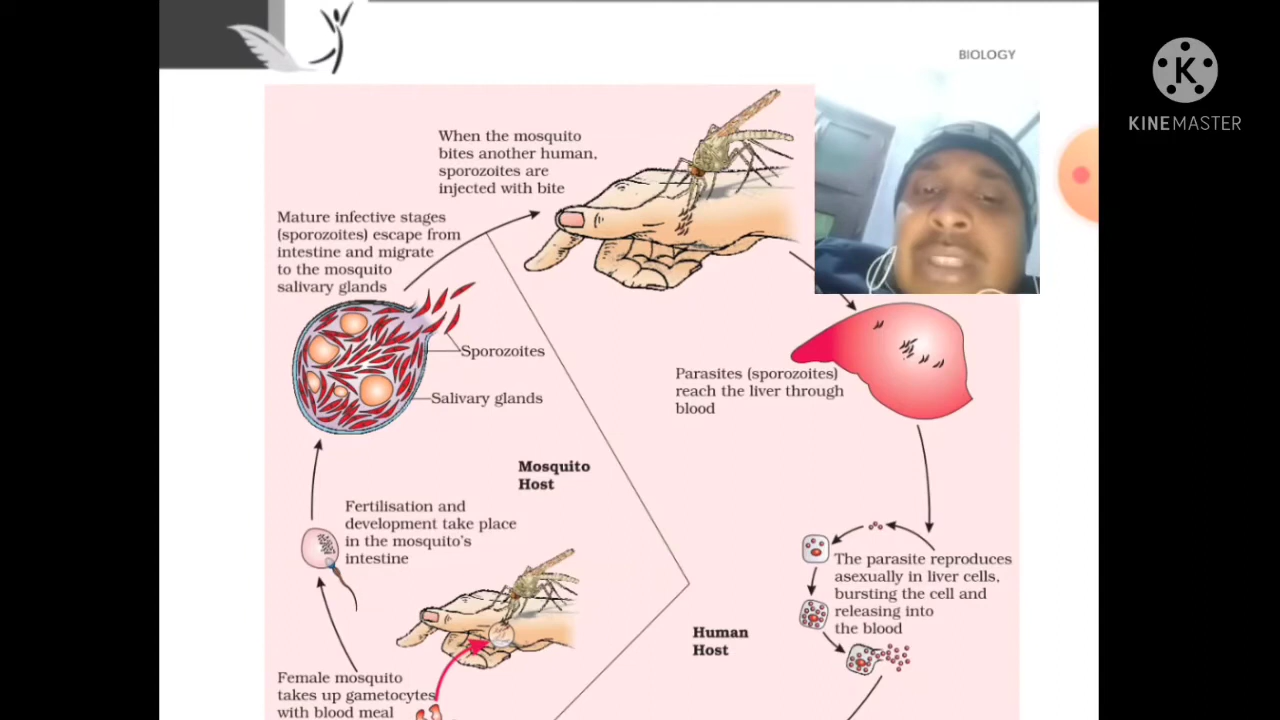 BIOLOGY
K
KINEMASTER
When the mosquito
bites another human,
sporozoites are
injected with bite
Mature infective stages
(sporozoites) escape from
intestine and migrate
to the mosquito
salivary glands
Sporozoites
Salivary glands
Parasites (sporozoites)
reach the liver through
blood
Mosquito
Host
Fertilisation and
development take place
in the mosquito's
intestine
The parasite reproduces
asexually in liver cells,
bursting the cell and
releasing into
the blood
Human
Host
Female mosquito
takes up gametocytes
with blood meal